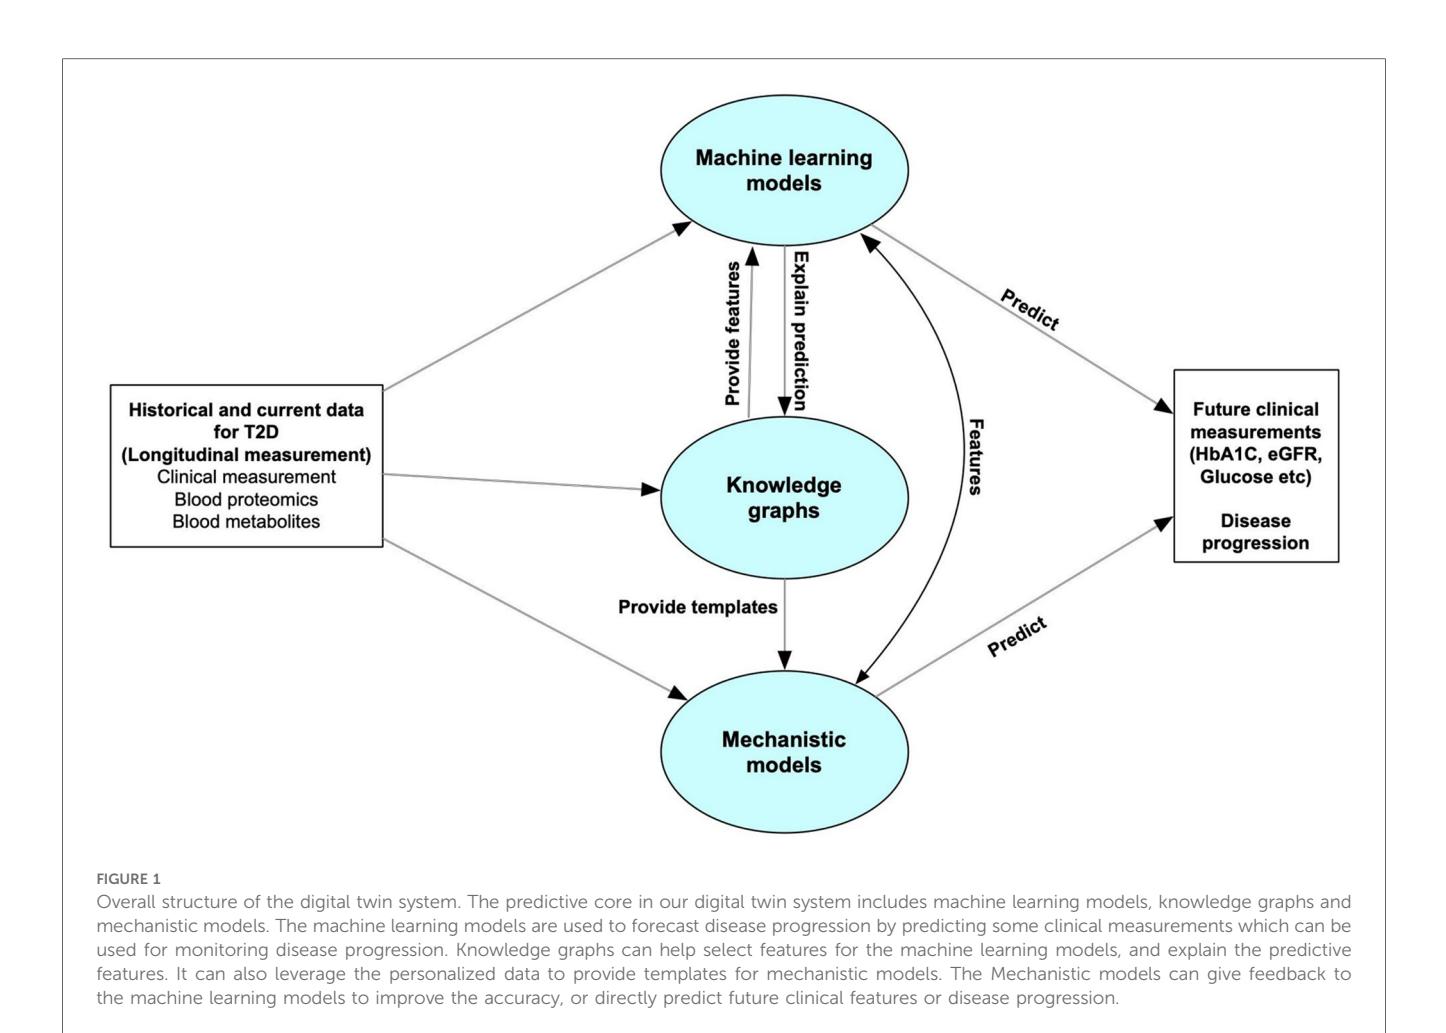 Machine learning
models
Provide features
Explain prediction
Predict
Historical and current data
for T2D
(Longitudinal measurement)
Clinical measurement
Blood proteomics
Blood metabolites
Knowledge
graphs
Features
Future clinical
measurements
(HbA1C, eGFR,
Glucose etc)
Disease
progression
Provide templates
Predict
Mechanistic
models
FIGURE 1
Overall structure of the digital twin system. The predictive core in our digital twin system includes machine learning models, knowledge graphs and
mechanistic models. The machine learning models are used to forecast disease progression by predicting some clinical measurements which can be
used for monitoring disease progression. Knowledge graphs can help select features for the machine learning models, and explain the predictive
features. It can also leverage the personalized data to provide templates for mechanistic models. The Mechanistic models can give feedback to
the machine learning models to improve the accuracy, or directly predict future clinical features or disease progression.